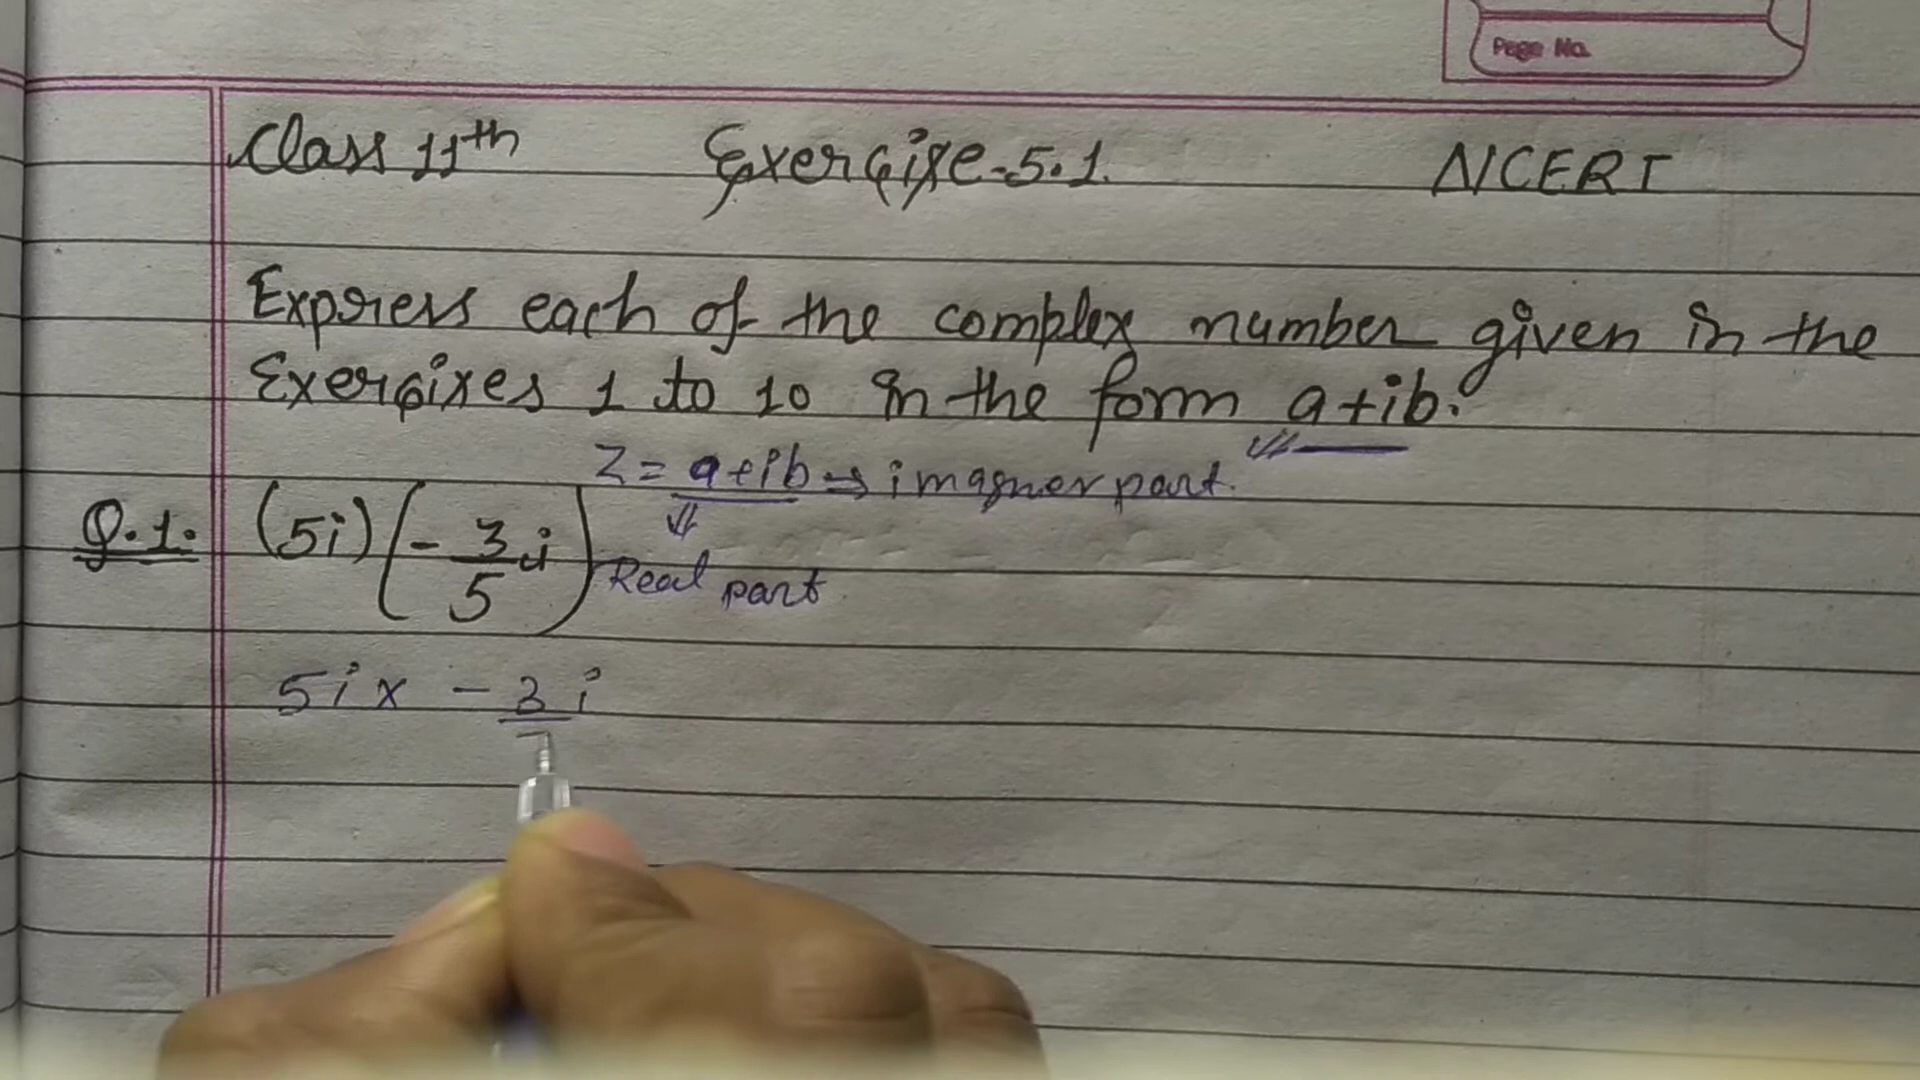 Page No.
Class 11th Exercise-5.1. NCERT
Express each of the complex number given in the
Exercises 1 to 10 in the form a+ib.
Z = a+ib → imagner part.
Q.1. (5i)(-3/5 i)
Real part
5i x -3 i